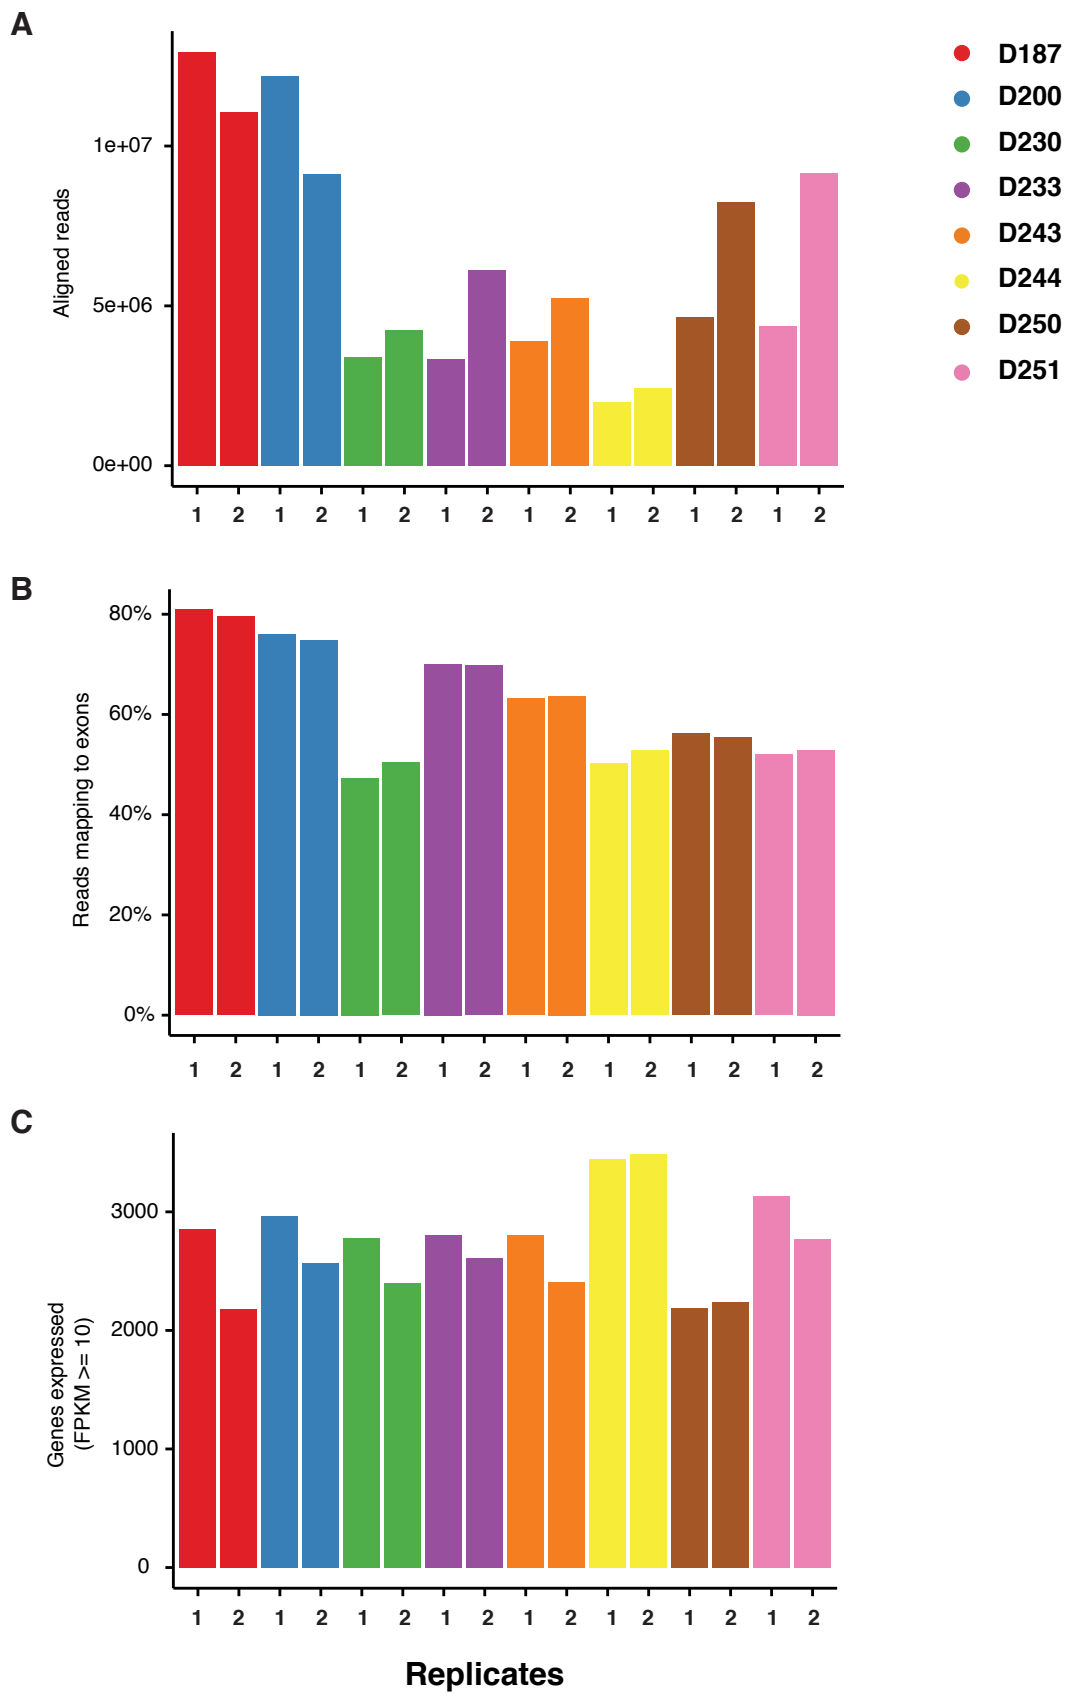 A
Aligned reads
1e+07
5e+06
0e+00
1 2 1 2 1 2 1 2 1 2 1 2 1 2 1 2
D187
D200
D230
D233
D243
D244
D250
D251
B
Reads mapping to exons
80%
60%
40%
20%
0%
1 2 1 2 1 2 1 2 1 2 1 2 1 2 1 2
C
Genes expressed
(FPKM >= 10)
3000
2000
1000
0
1 2 1 2 1 2 1 2 1 2 1 2 1 2 1 2
Replicates